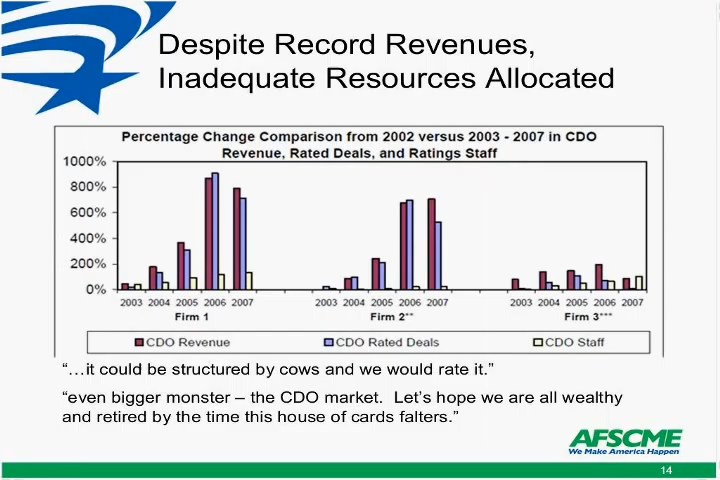 Despite Record Revenues,
Inadequate Resources Allocated
Percentage Change Comparison from 2002 versus 2003 - 2007 in CDO
Revenue, Rated Deals, and Ratings Staff
1000%
800%
600%
400%
200%
0%
2003 2004 2005 2006 2007 2003 2004 2005 2006 2007 2003 2004 2005 2006 2007
Firm 1 Firm 2** Firm 3***
CDO Revenue CDO Rated Deals CDO Staff
“…it could be structured by cows and we would rate it.”
“even bigger monster – the CDO market. Let’s hope we are all wealthy
and retired by the time this house of cards falters.”
AFSCME
We Make America Happen
14